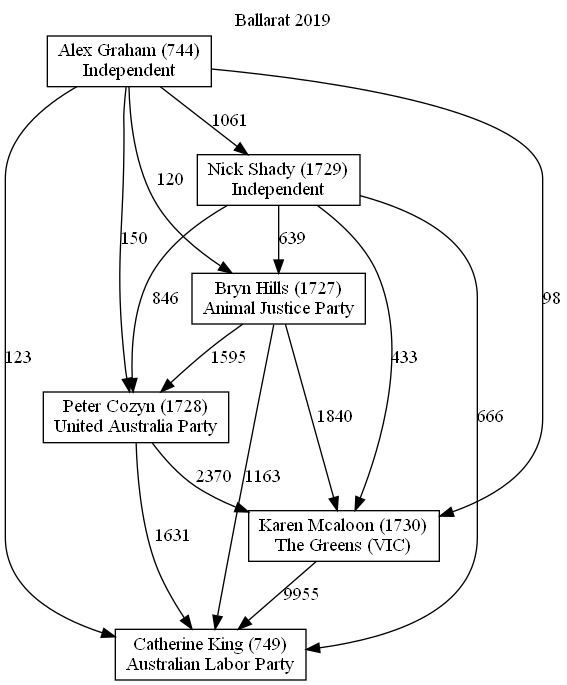 Ballarat 2019
Alex Graham (744)
Independent
1061
Nick Shady (1729)
Independent
120
150
639
98
846
Bryn Hills (1727)
Animal Justice Party
123
1595
433
Peter Cozyn (1728)
United Australia Party
1840
666
2370
1163
1631
Karen Mcaloon (1730)
The Greens (VIC)
9955
Catherine King (749)
Australian Labor Party